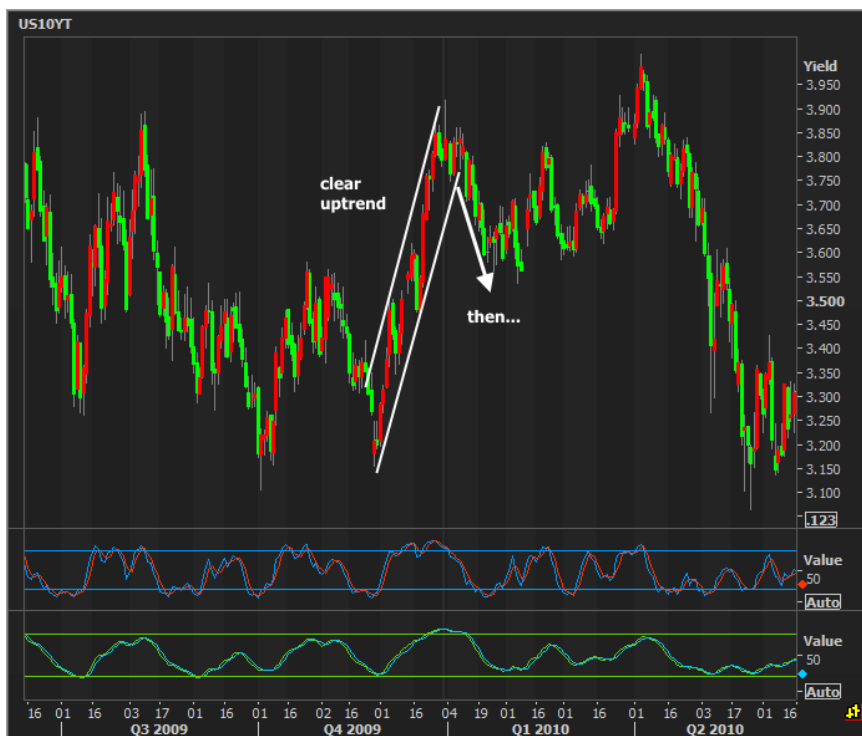 US10YT
Yield
3.950
3.900
3.850
3.800
3.750
3.700
3.650
3.600
3.550
3.500
3.450
3.400
3.350
3.300
3.250
3.200
3.150
3.100
.123
clear
uptrend
then...
Value
50
Auto
Value
50
Auto
16 01 16 03 17 01 16 01 16 02 16 01 16 04 19 01 16 01 16 01 16 03 17 01 16
Q3 2009 Q4 2009 Q1 2010 Q2 2010